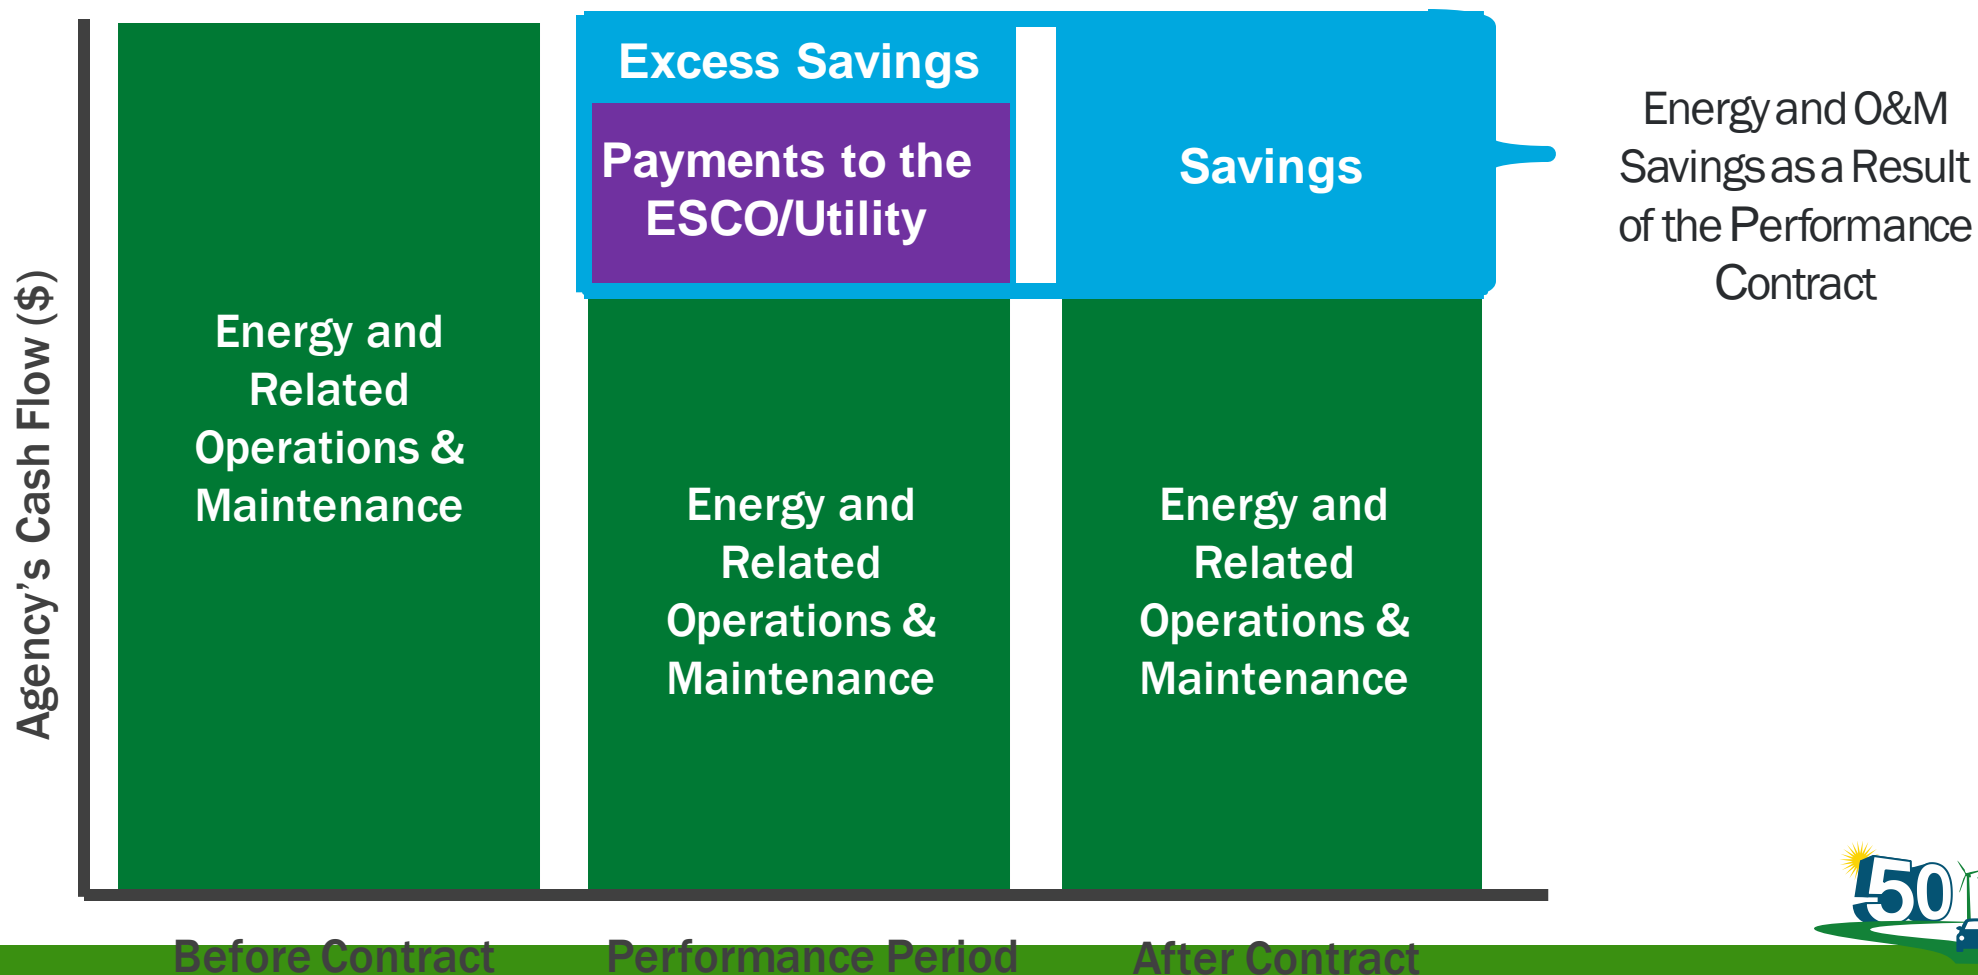 Agency’s Cash Flow ($)
Energy and
Related
Operations &
Maintenance
Excess Savings
Payments to the
ESCO/Utility
Savings
Energy and O&M
Savings as a Result
of the Performance
Contract
Energy and
Related
Operations &
Maintenance
Energy and
Related
Operations &
Maintenance
Before Contract
Performance Period
After Contract
50